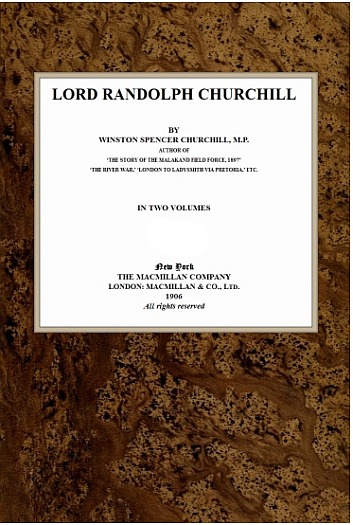 LORD RANDOLPH CHURCHILL
BY
WINSTON SPENCER CHURCHILL, M.P.
AUTHOR OF
'THE STORY OF THE MALAKAND FIELD FORCE, 1897'
'THE RIVER WAR,' 'LONDON TO LADYSMITH VIA PRETORIA,' ETC.
IN TWO VOLUMES
New York
THE MACMILLAN COMPANY
LONDON: MACMILLAN & CO., LTD.
1906
All rights reserved